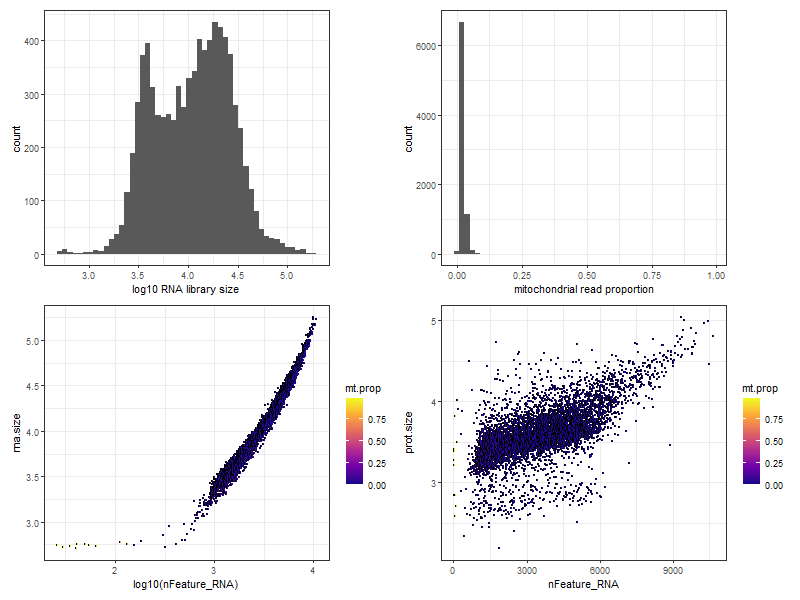 400
300
200
100
0
count
3.0 3.5 4.0 4.5 5.0
log10 RNA library size
6000
4000
2000
0
count
0.00 0.25 0.50 0.75 1.00
mitochondrial read proportion
5.0
4.5
4.0
3.5
3.0
rna.size
2 3 4
log10(nFeature_RNA)
mt.prop
0.75
0.50
0.25
0.00
5
4
3
prot.size
0 3000 6000 9000
nFeature_RNA
mt.prop
0.75
0.50
0.25
0.00